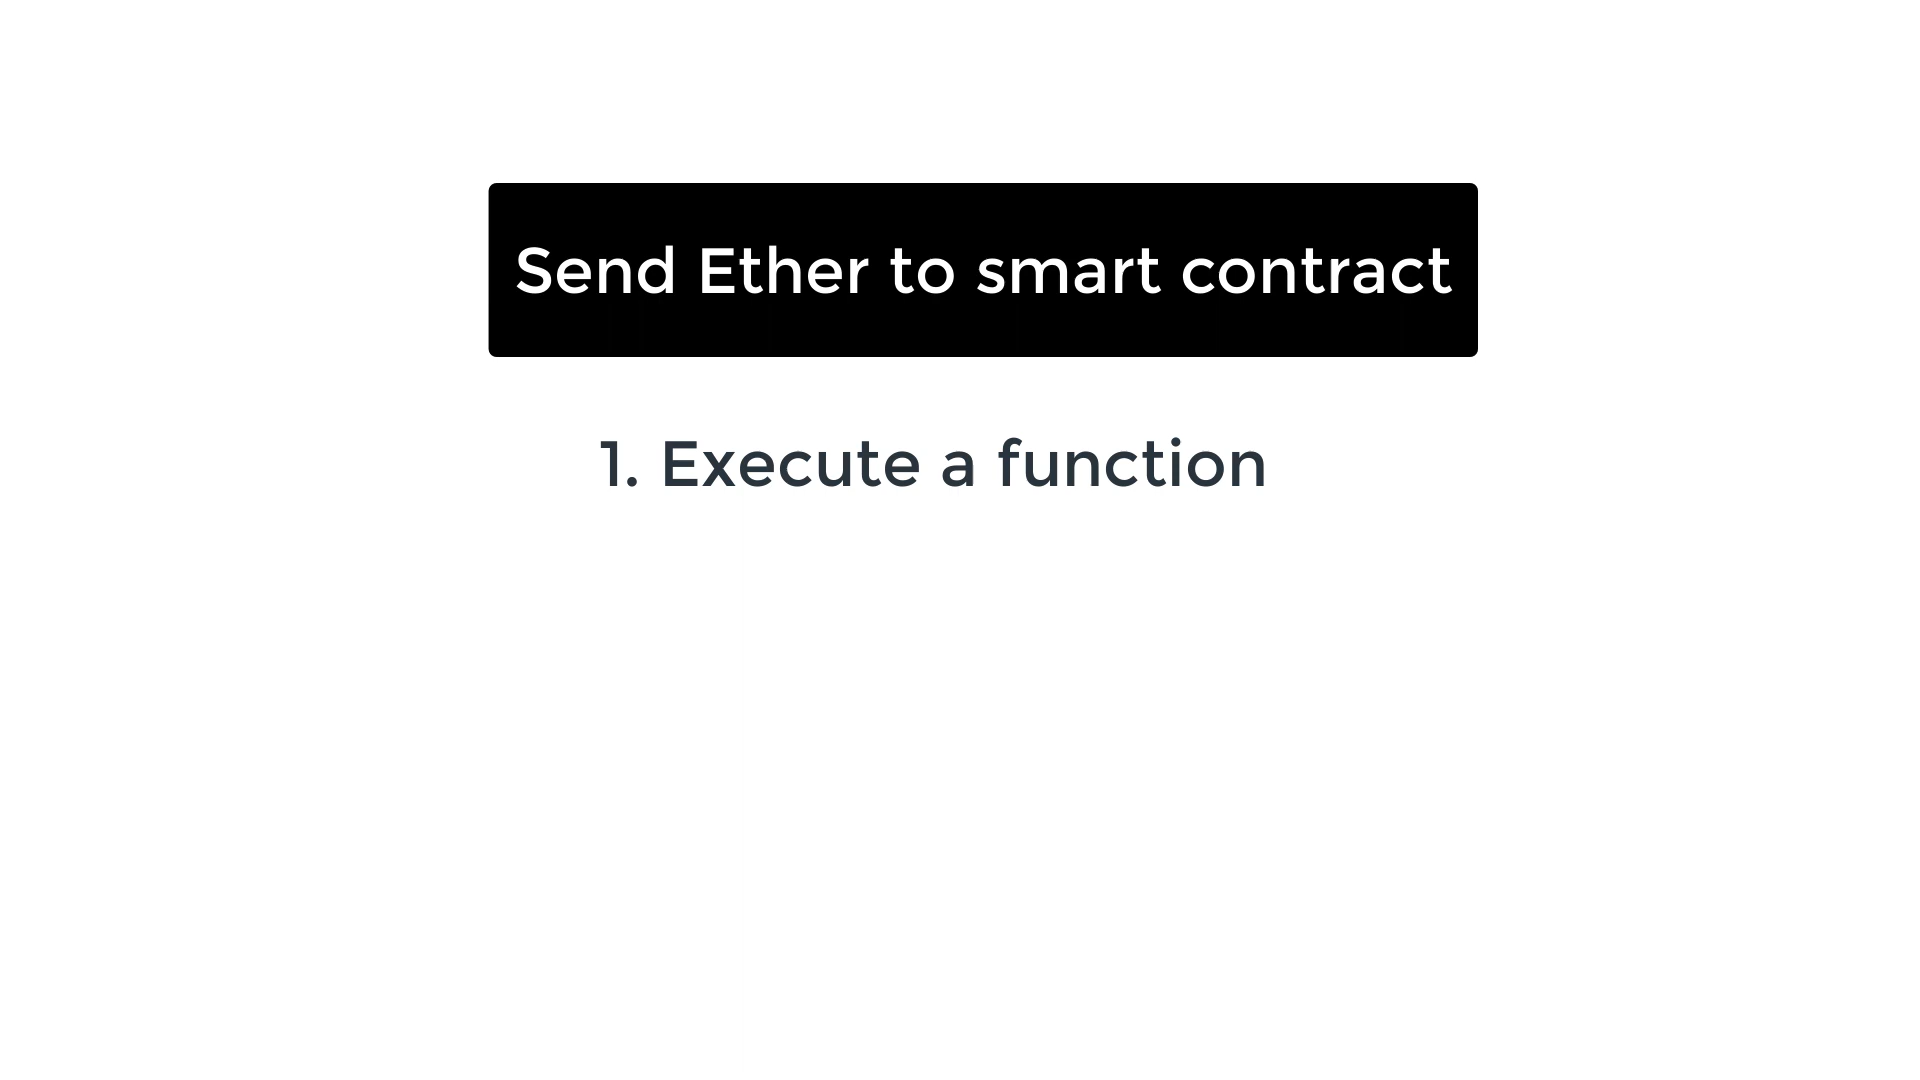 Send Ether to smart contract
1. Execute a function